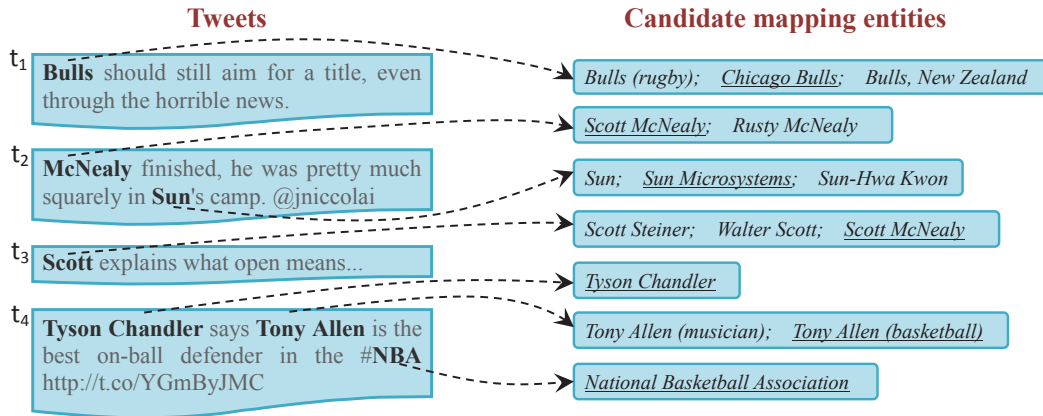 Tweets
Candidate mapping entities
t1
Bulls should still aim for a title, even
through the horrible news.
Bulls (rugby); Chicago Bulls; Bulls, New Zealand
t2
McNealy finished, he was pretty much
squarely in Sun's camp. @jniccolai
Scott McNealy; Rusty McNealy
Sun; Sun Microsystems; Sun-Hwa Kwon
t3
Scott explains what open means...
Scott Steiner; Walter Scott; Scott McNealy
t4
Tyson Chandler says Tony Allen is the
best on-ball defender in the #NBA
http://t.co/YGmByJMC
Tyson Chandler
Tony Allen (musician); Tony Allen (basketball)
National Basketball Association